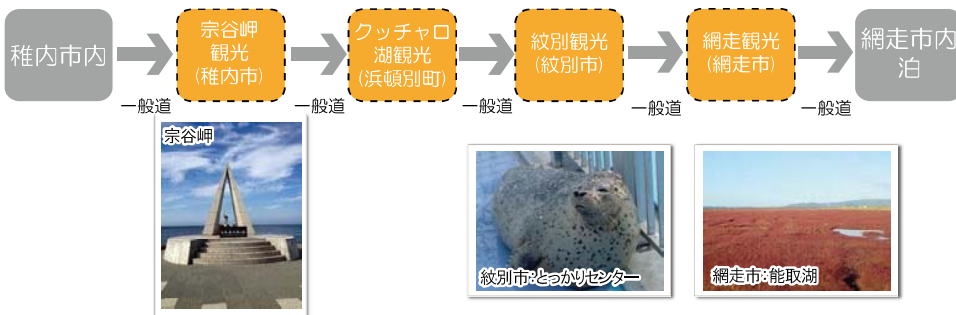 稚内市内
宗谷岬
観光
(稚内市)
クッチャロ
湖観光
(浜頓別町)
紋別観光
(紋別市)
網走観光
(網走市)
網走市内
泊
一般道
一般道
一般道
一般道
一般道
宗谷岬
紋別市:とっかりセンター
網走市:能取湖